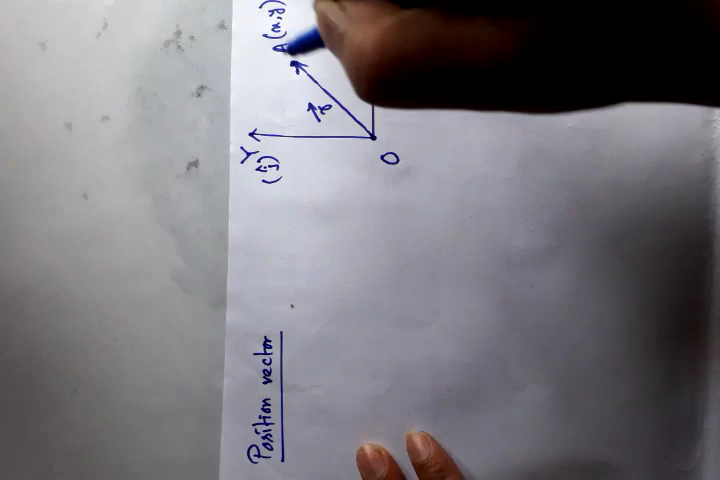 Position vector
Y
(ĵ)
A (x,y)
r⃗
O